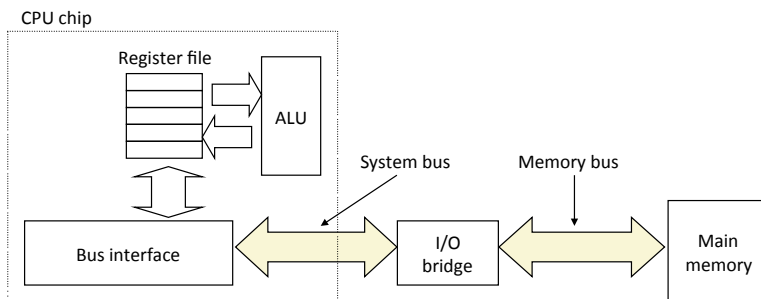 CPU chip
Register file
ALU
System bus
Memory bus
Bus interface
I/O
bridge
Main
memory